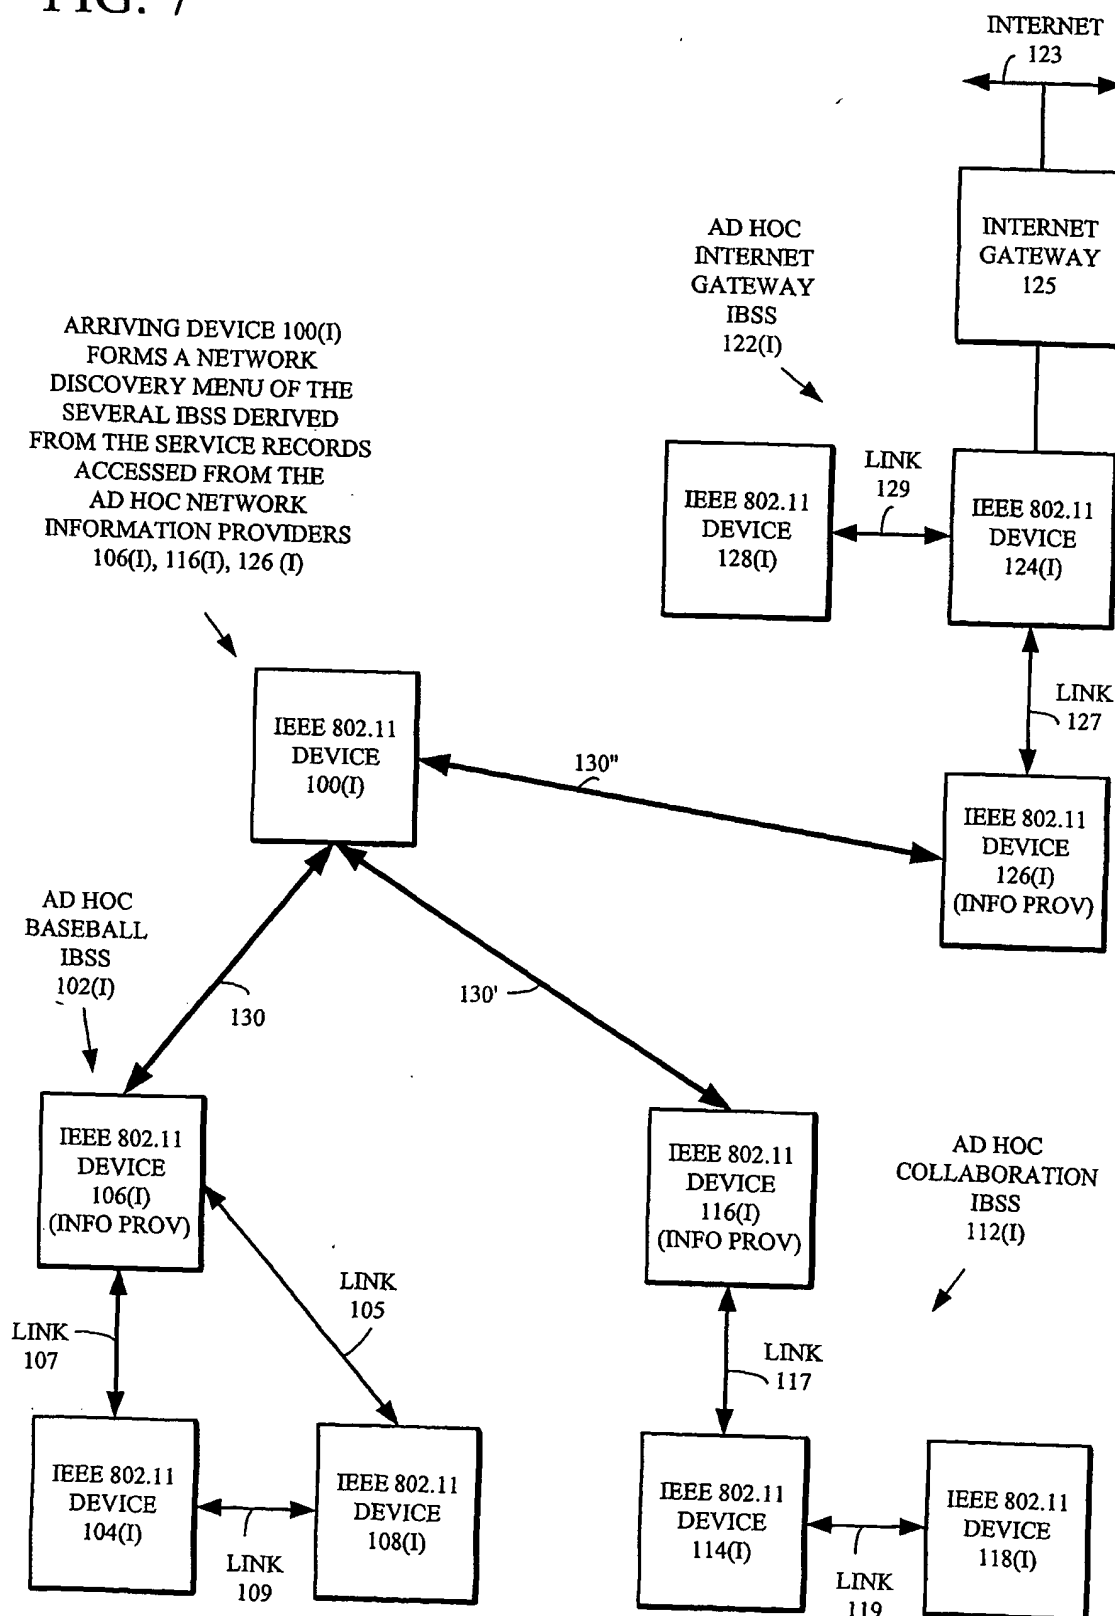 FIG. 7
INTERNET
123
INTERNET
GATEWAY
125
AD HOC
INTERNET
GATEWAY
IBSS
122(I)
ARRIVING DEVICE 100(I)
FORMS A NETWORK
DISCOVERY MENU OF THE
SEVERAL IBSS DERIVED
FROM THE SERVICE RECORDS
ACCESSED FROM THE
AD HOC NETWORK
INFORMATION PROVIDERS
106(I), 116(I), 126 (I)
IEEE 802.11
DEVICE
128(I)
LINK
129
IEEE 802.11
DEVICE
124(I)
LINK
127
IEEE 802.11
DEVICE
100(I)
130"
IEEE 802.11
DEVICE
126(I)
(INFO PROV)
AD HOC
BASEBALL
IBSS
102(I)
130
130'
IEEE 802.11
DEVICE
106(I)
(INFO PROV)
IEEE 802.11
DEVICE
116(I)
(INFO PROV)
AD HOC
COLLABORATION
IBSS
112(I)
LINK
105
LINK
107
LINK
117
IEEE 802.11
DEVICE
104(I)
LINK
109
IEEE 802.11
DEVICE
108(I)
IEEE 802.11
DEVICE
114(I)
LINK
119
IEEE 802.11
DEVICE
118(I)